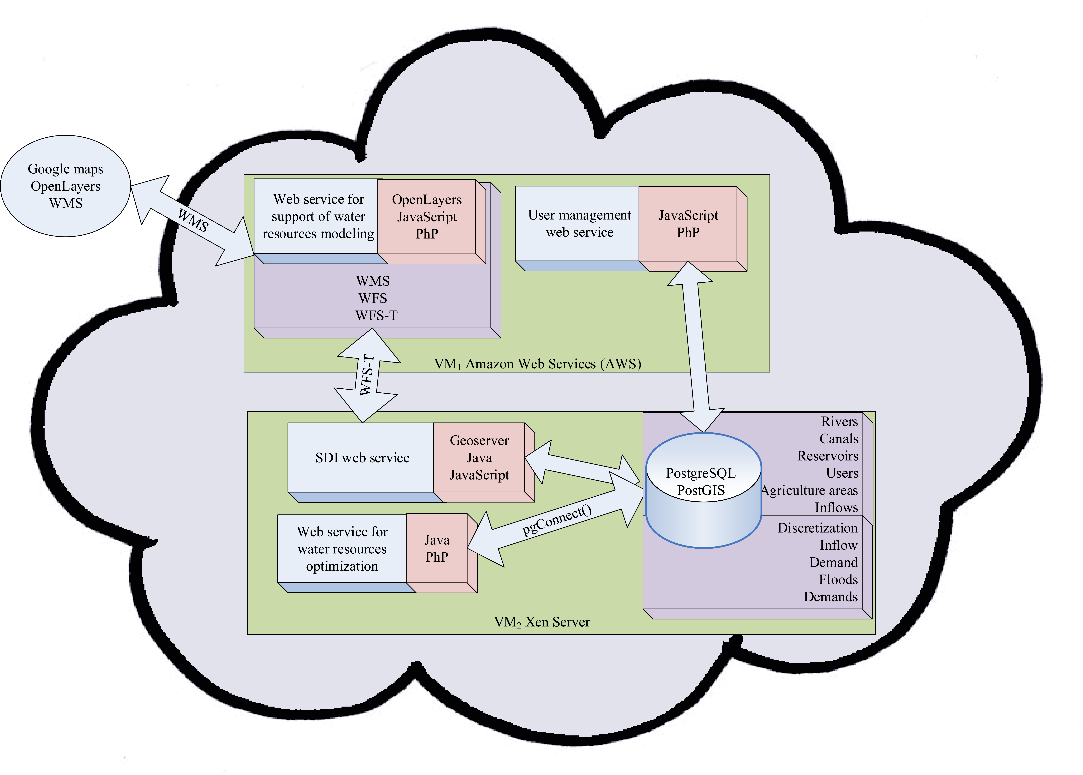 Google maps
OpenLayers
WMS
WMS
Web service for
support of water
resources modeling
OpenLayers
JavaScript
PhP
WMS
WFS
WFS-T
User management
web service
JavaScript
PhP
VM1 Amazon Web Services (AWS)
WFS-T
SDI web service
Geoserver
Java
JavaScript
Web service for
water resources
optimization
Java
PhP
pgConnect()
PostgreSQL
PostGIS
Rivers
Canals
Reservoirs
Users
Agriculture areas
Inflows
Discretization
Inflow
Demand
Floods
Demands
VM2 Xen Server